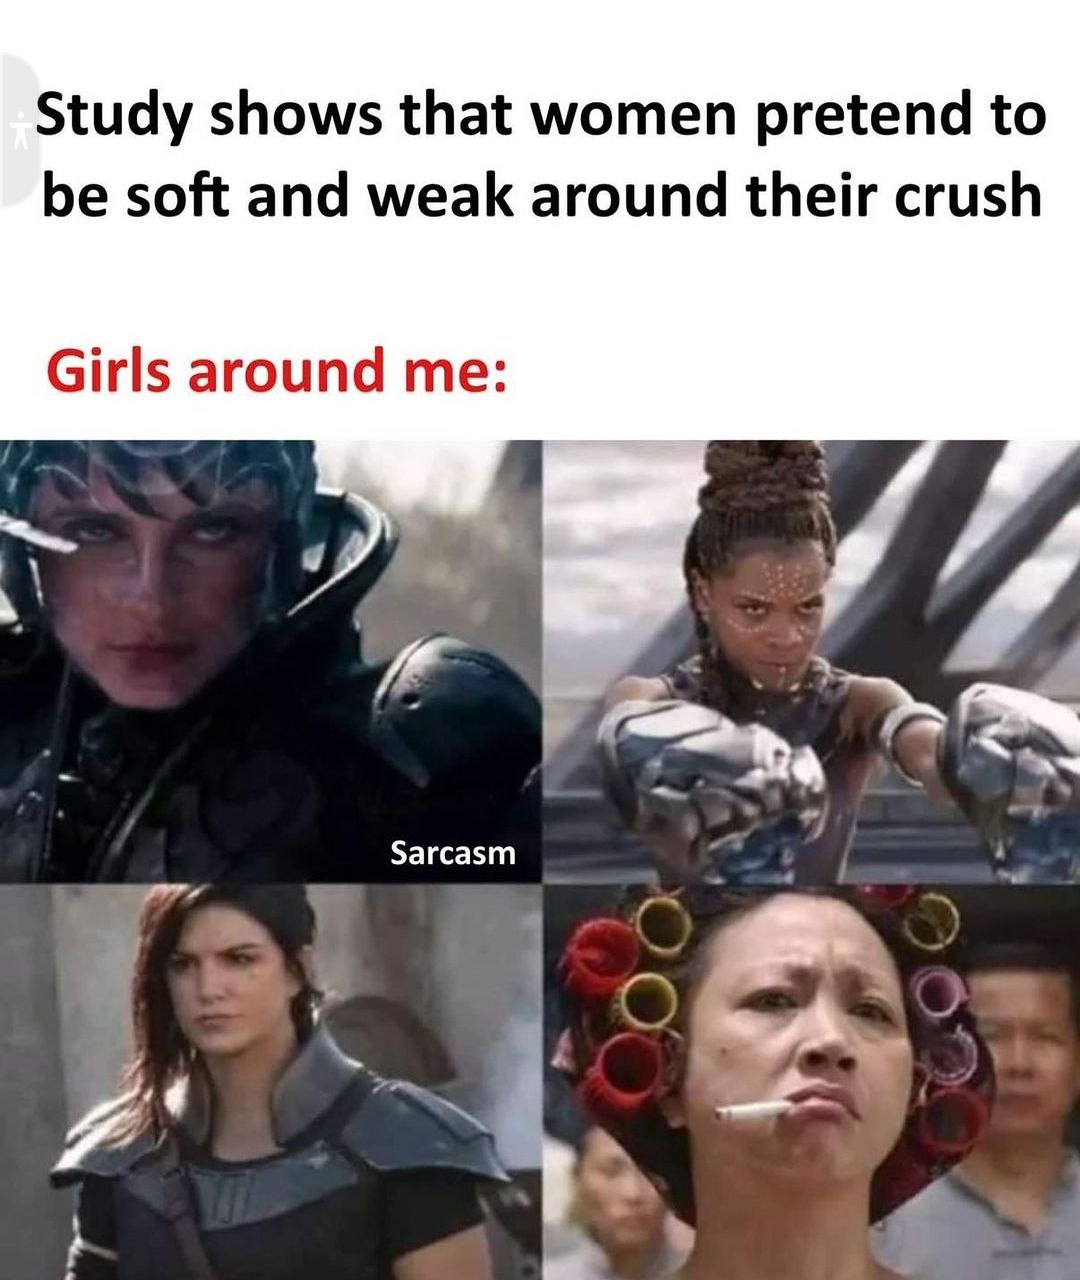 Study shows that women pretend to
be soft and weak around their crush
Girls around me:
Sarcasm